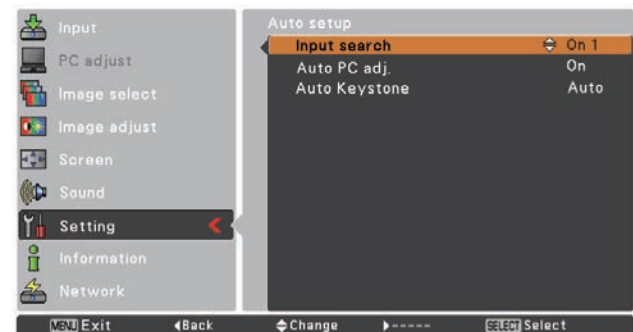 Input
PC adjust
Image select
Image adjust
Screen
Sound
Setting
Information
Network
Auto setup
Input search On 1
Auto PC adj. On
Auto Keystone Auto
MENU Exit Back Change ----- SELECT Select